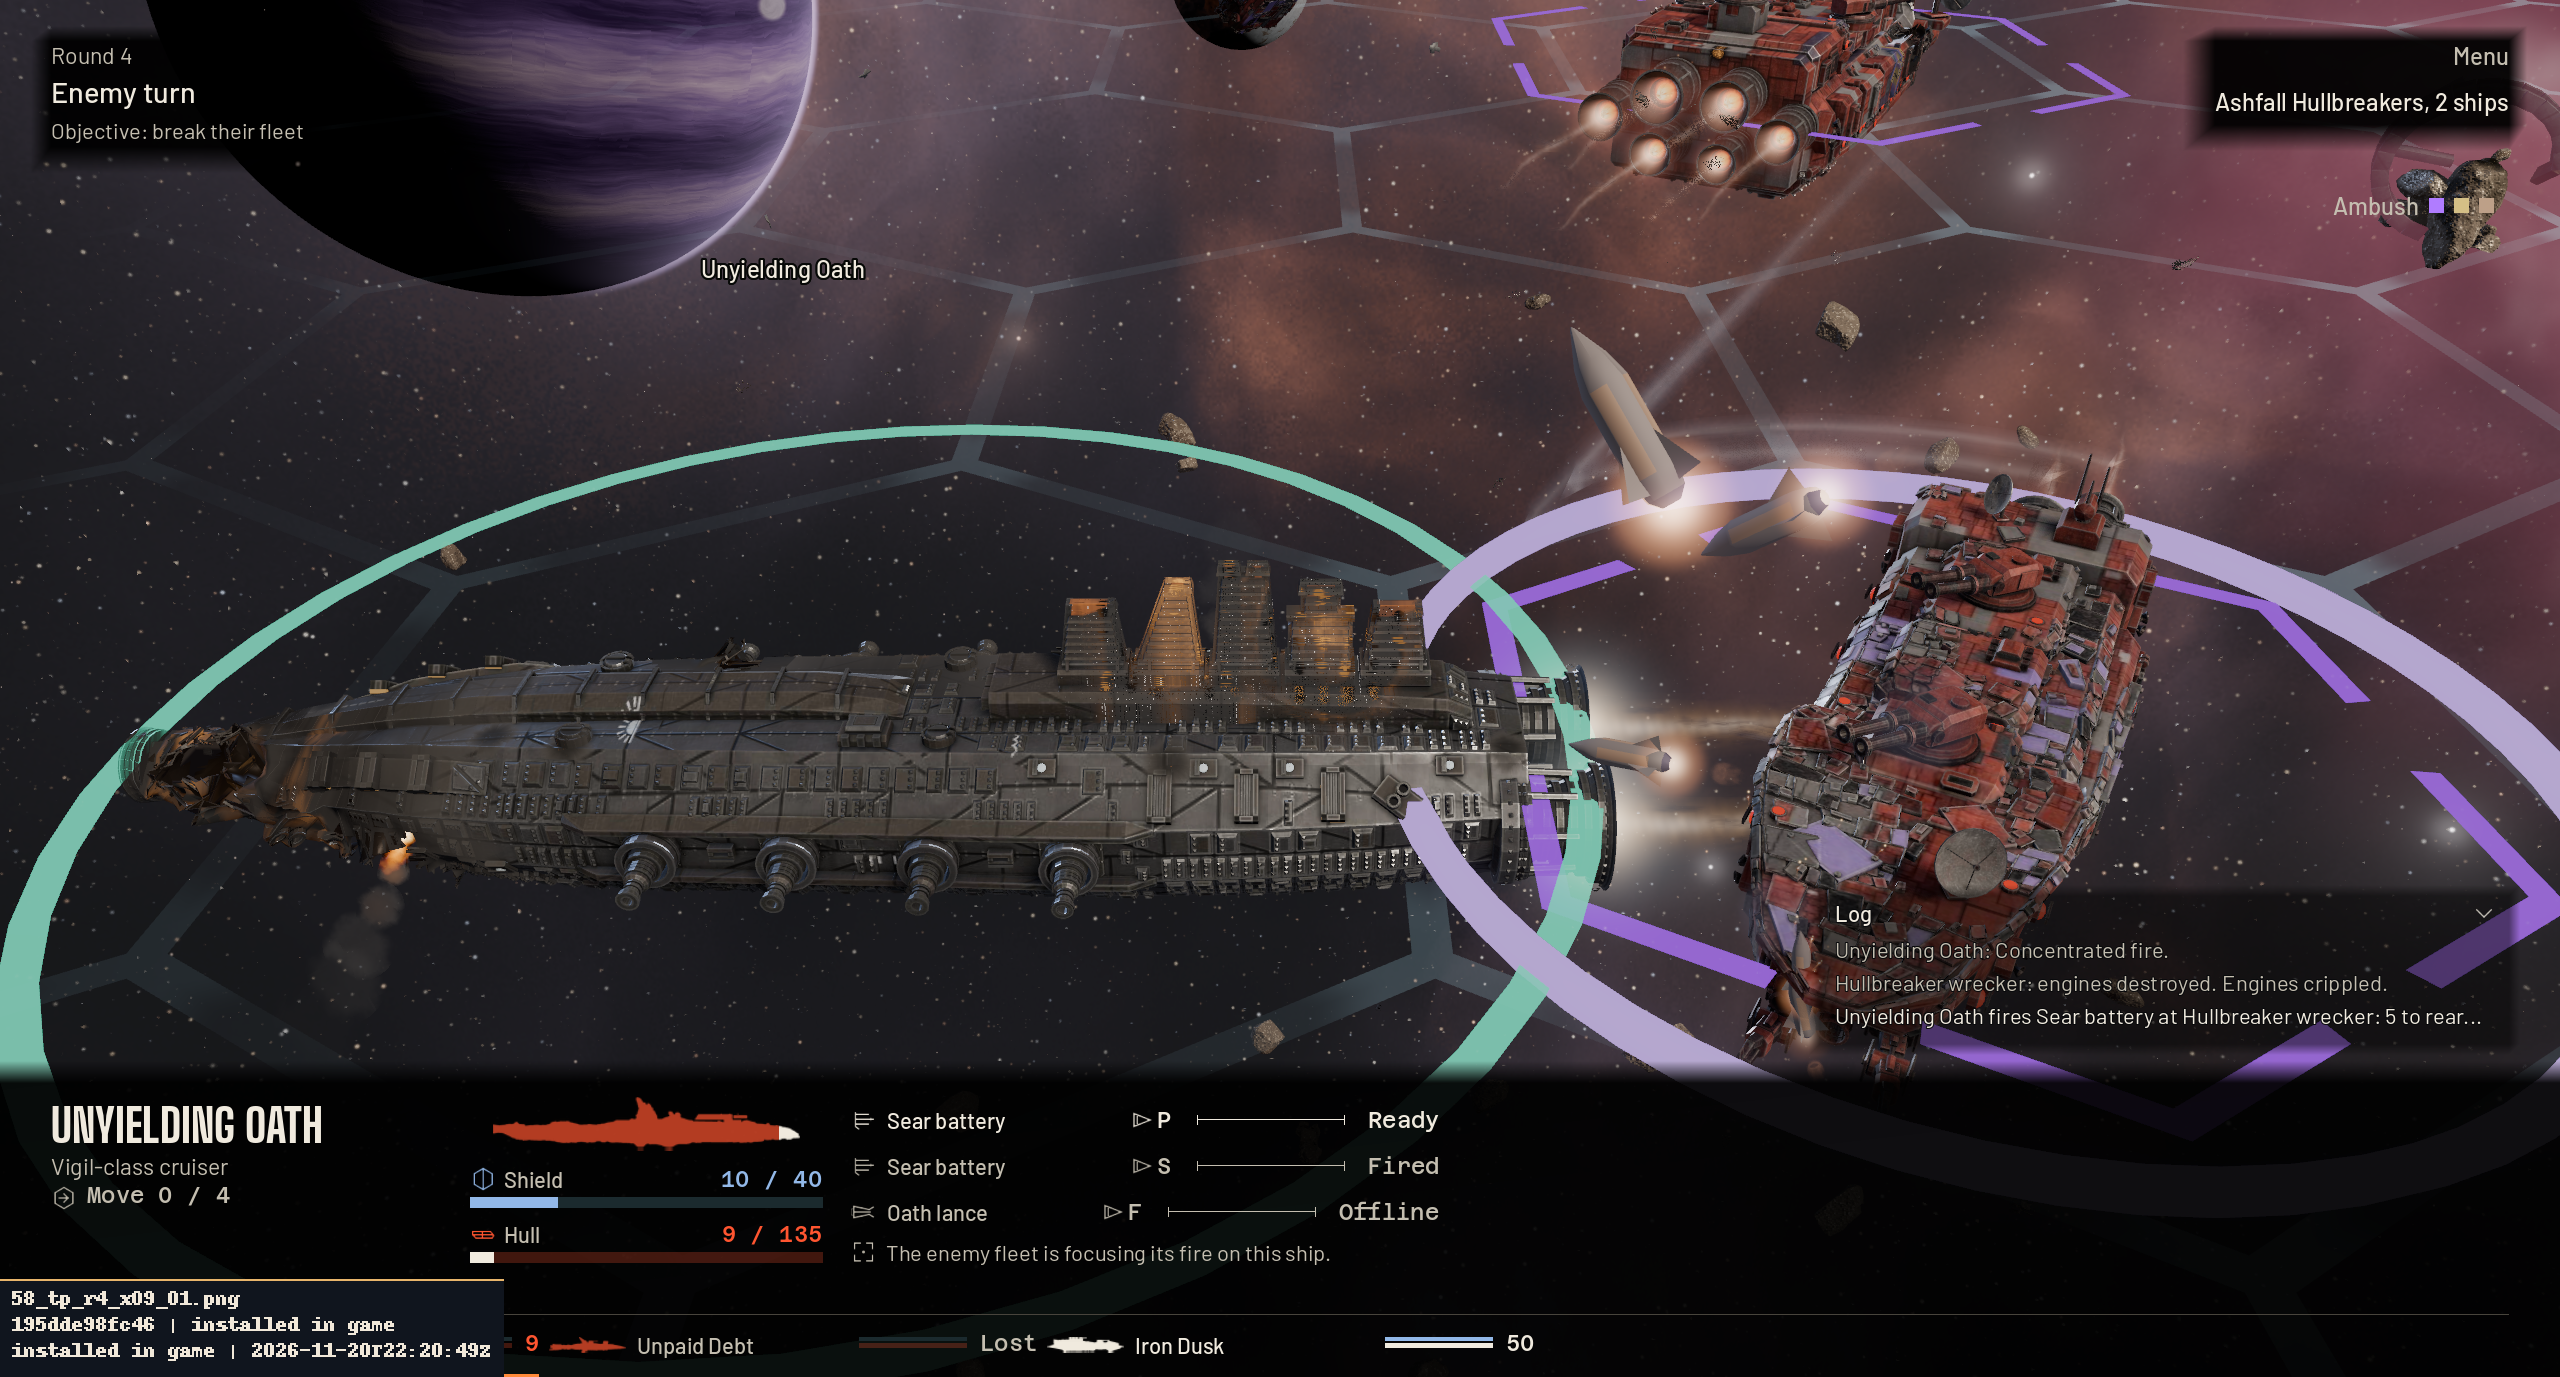 Round 4
Enemy turn
Objective: break their fleet
Menu
Ashfall Hullbreakers, 2 ships
Ambush
Unyielding Oath
Log
Unyielding Oath: Concentrated fire.
Hullbreaker wrecker: engines destroyed. Engines crippled.
Unyielding Oath fires Sear battery at Hullbreaker wrecker: 5 to rear...
UNYIELDING OATH
Vigil-class cruiser
Move 0 / 4
Shield 10 / 40
Hull 9 / 135
Sear battery P Ready
Sear battery S Fired
Oath lance F Offline
The enemy fleet is focusing its fire on this ship.
58_tp_r4_x09_01.png
195dde98fc46 | installed in game
installed in game | 2026-11-20T22:20:49Z
9 Unpaid Debt Lost Iron Dusk 50